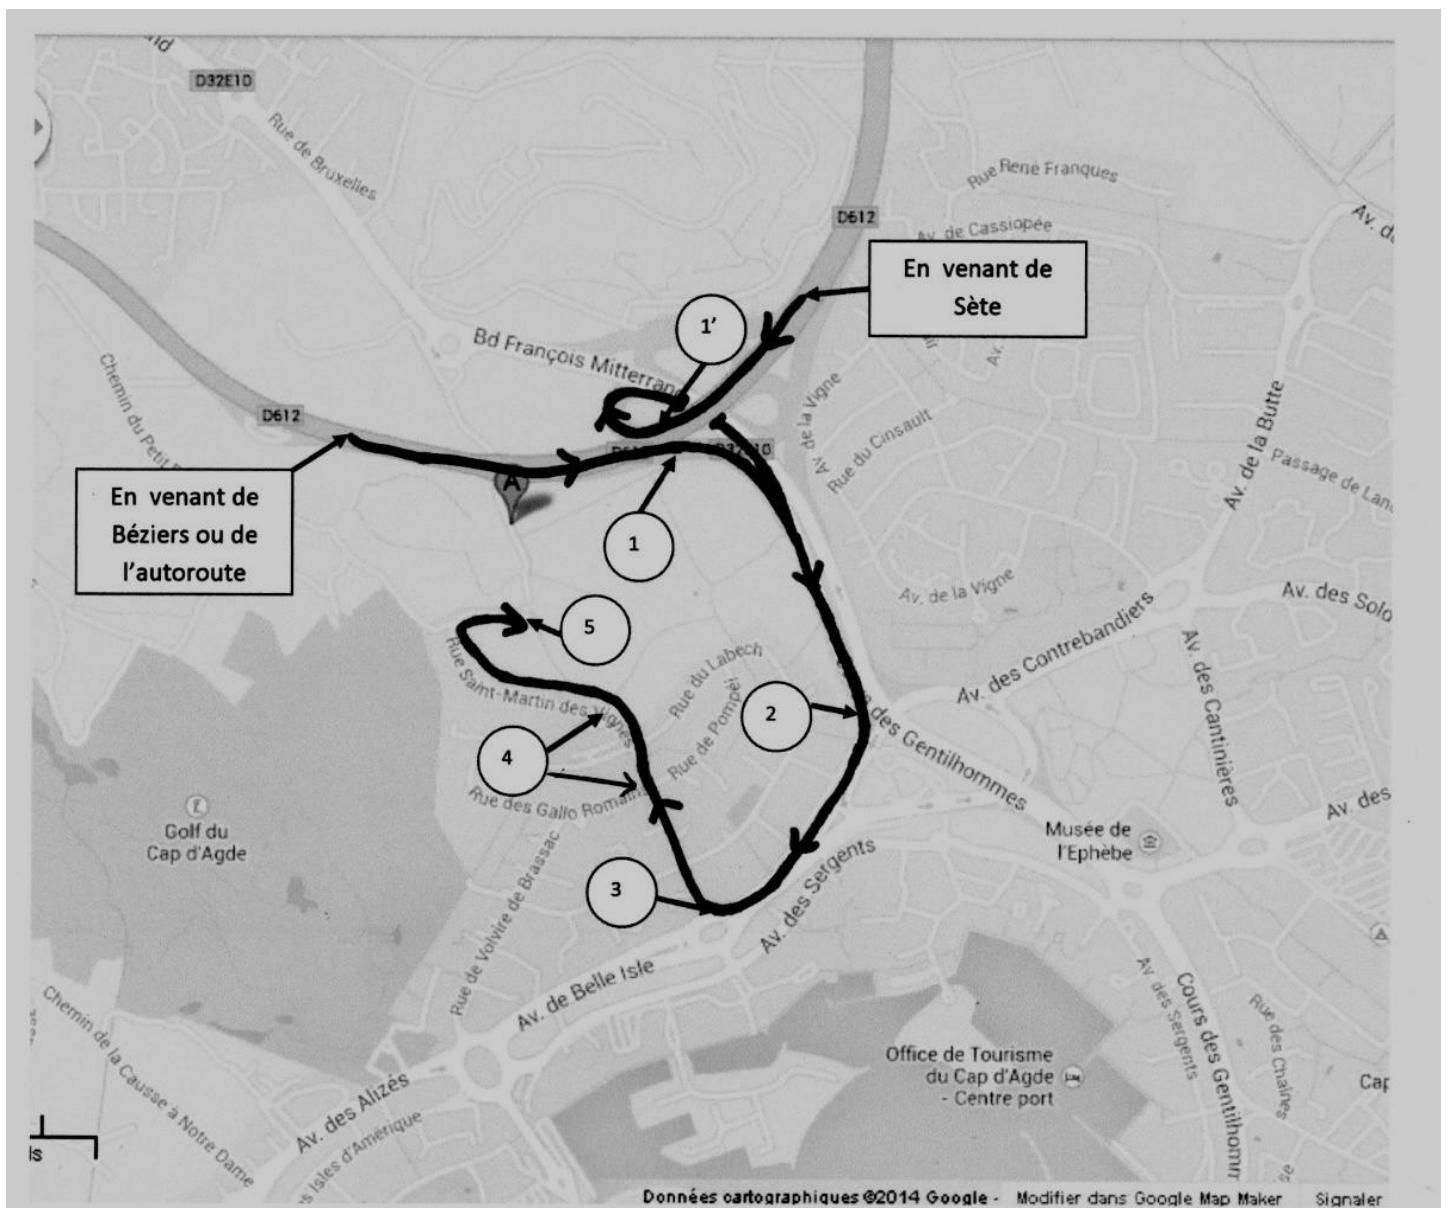 D32E10
Rue de Bruxelles
Rue René Franques
D612
Av. de Cassiopée
En venant de
Sète
1'
Bd François Mitterrand
Chemin du Petit
D612
Av. de la Vigne
Rue du Cinsault
Av. de la Butte
Passage de
A
En venant de
Béziers ou de
l'autoroute
1
Av. de la Vigne
Av. des Contrebandiers
Av. des
Av. des Cantinières
5
Rue Saint-Martin des Vignes
Rue du Labech
Rue de Pompei
2
des Gentilhommes
4
Rue des Gallo Romains
Golf du
Cap d'Agde
Musée de
l'Ephèbe
Av. des
3
Av. des Sergents
Rue de Volvire de Brassac
Av. de Belle Isle
Chemin de la Causse à Notre Dame
Av. des Sergents
Cours des Gentilhomm
Rue des Chaînes
Office de Tourisme
du Cap d'Agde
- Centre port
Cap
Av. des Alizés
Isles d'Amérique
Données cartographiques ©2014 Google - Modifier dans Google Map Maker Signaler